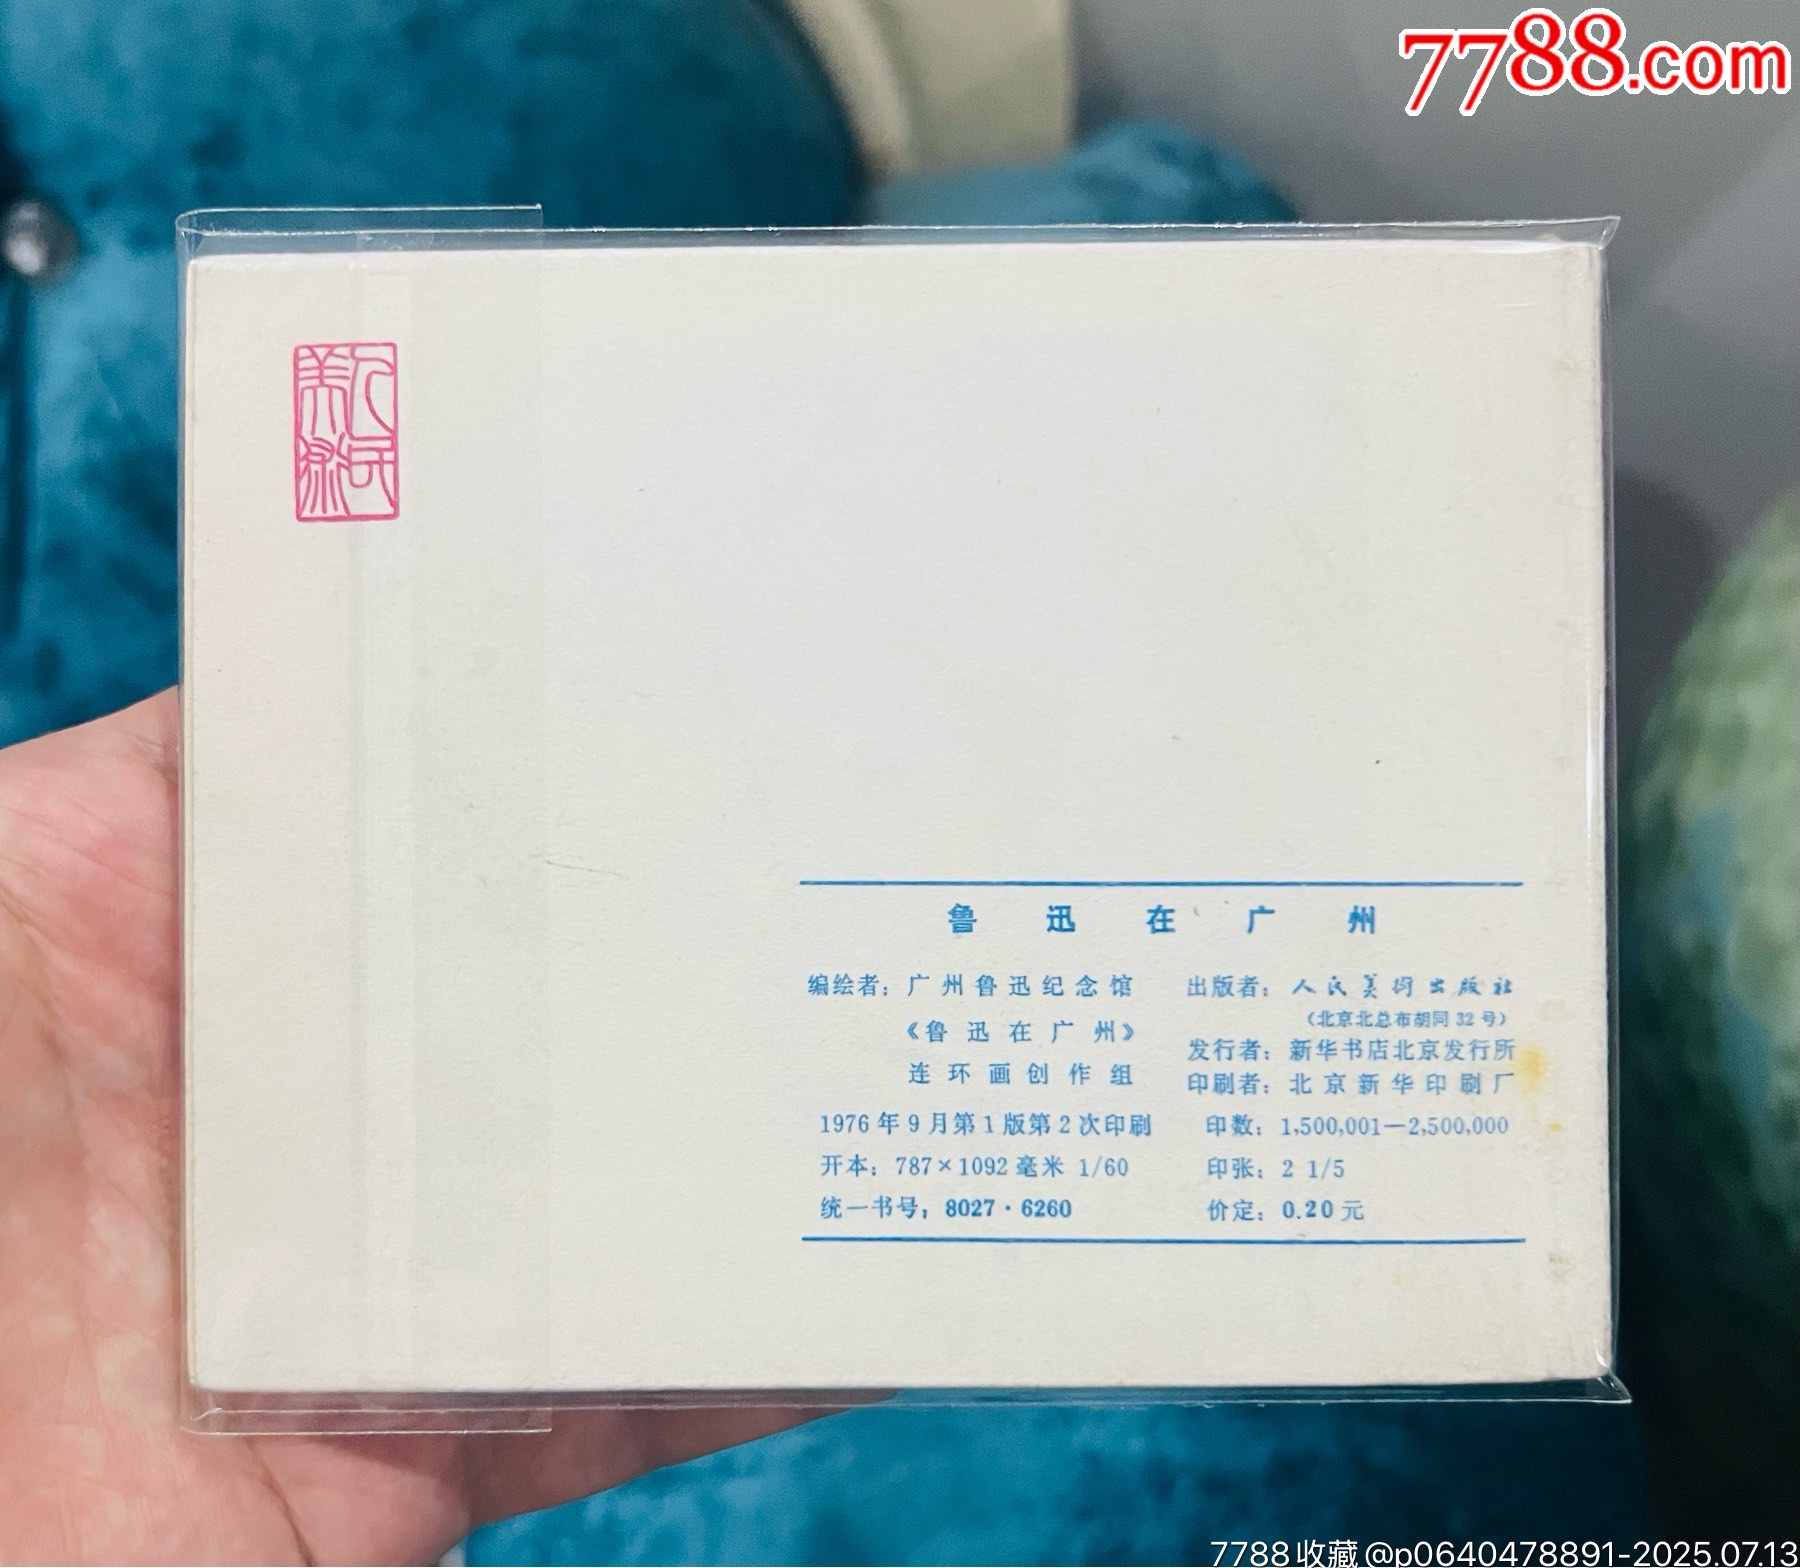 7788.com
人民
美术
鲁迅在广州
编绘者：广州鲁迅纪念馆
《鲁迅在广州》
连环画创作组
1976年9月第1版第2次印刷
开本：787×1092毫米 1/60
统一书号：8027·6260
出版者：人民美術出版社
（北京北总布胡同32号）
发行者：新华书店北京发行所
印刷者：北京新华印刷厂
印数：1,500,001—2,500,000
印张：2 1/5
价定：0.20元
7788收藏@p0640478891-2025.07.13